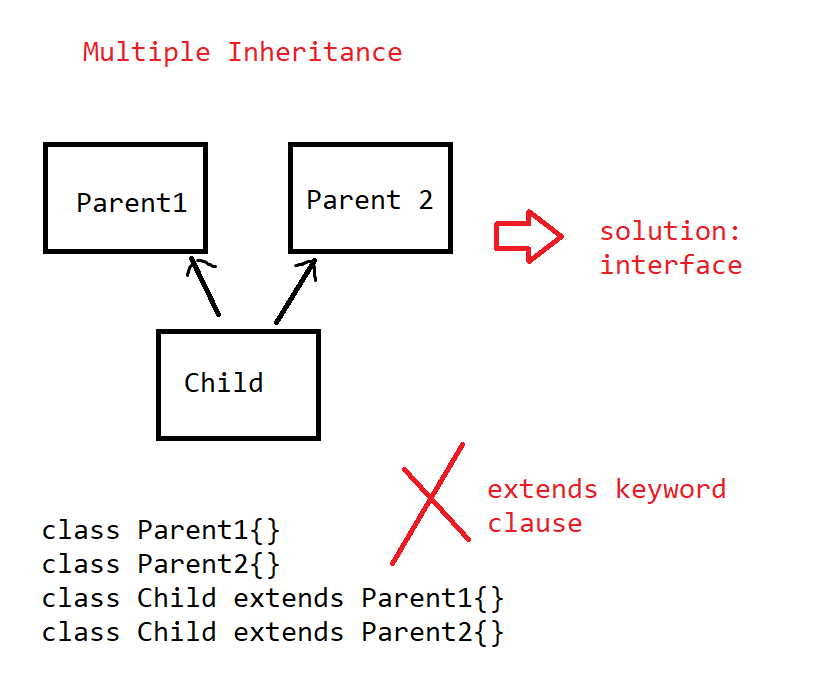 Multiple Inheritance
Parent1
Parent 2
solution:
interface
Child
extends keyword
clause
class Parent1{}
class Parent2{}
class Child extends Parent1{}
class Child extends Parent2{}